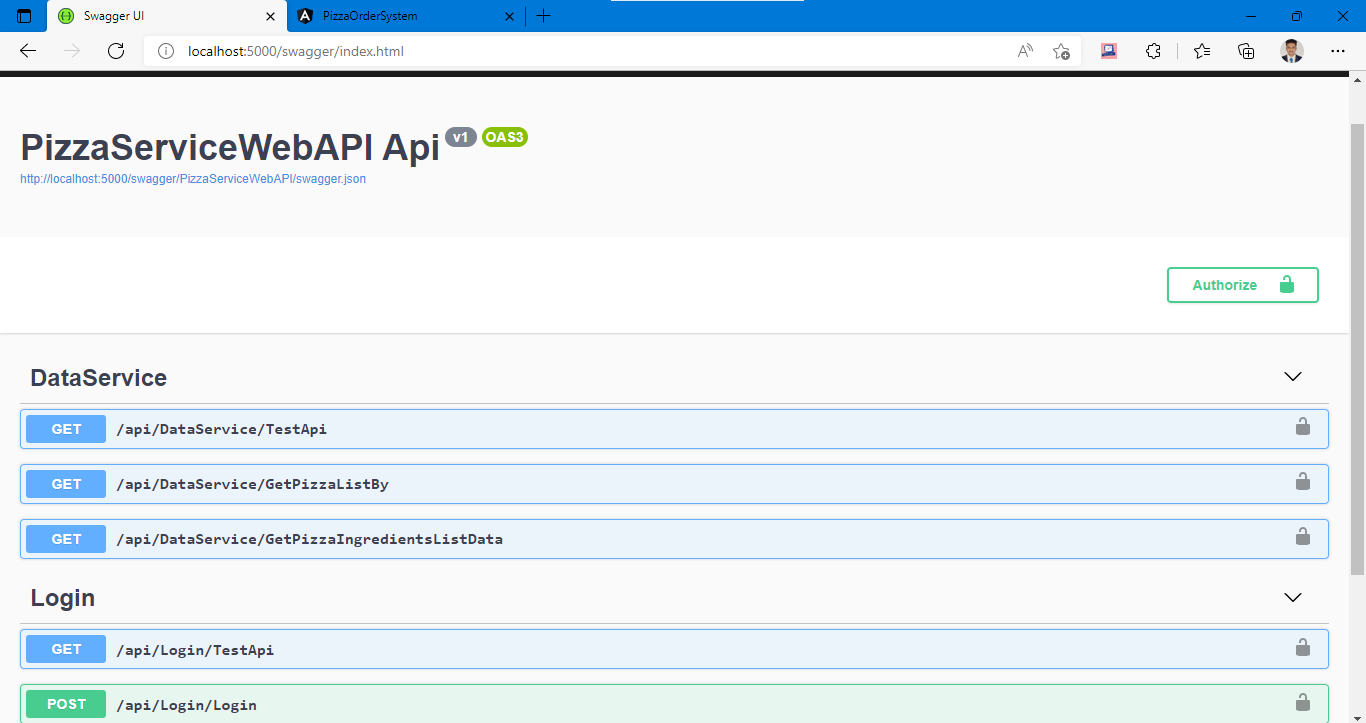 Swagger UI
PizzaOrderSystem
localhost:5000/swagger/index.html
PizzaServiceWebAPI Api v1 OAS3
http://localhost:5000/swagger/PizzaServiceWebAPI/swagger.json
Authorize
DataService
GET /api/DataService/TestApi
GET /api/DataService/GetPizzaListBy
GET /api/DataService/GetPizzaIngredientsListData
Login
GET /api/Login/TestApi
POST /api/Login/Login